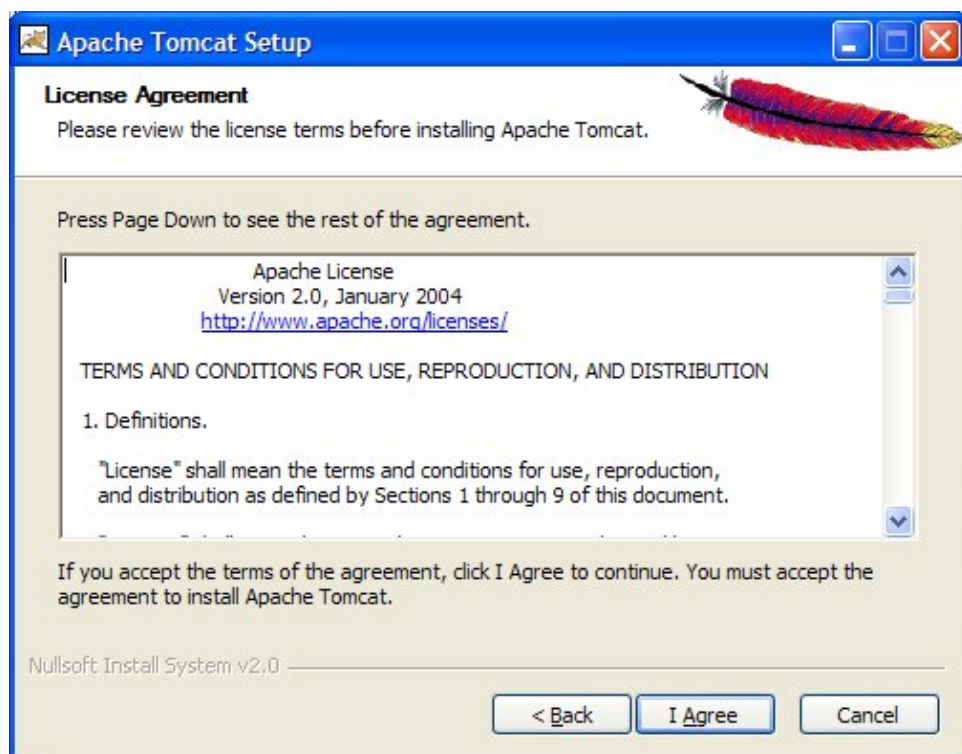 Apache Tomcat Setup
License Agreement
Please review the license terms before installing Apache Tomcat.
Press Page Down to see the rest of the agreement.
Apache License
Version 2.0, January 2004
http://www.apache.org/licenses/
TERMS AND CONDITIONS FOR USE, REPRODUCTION, AND DISTRIBUTION
1. Definitions.
"License" shall mean the terms and conditions for use, reproduction,
and distribution as defined by Sections 1 through 9 of this document.
If you accept the terms of the agreement, click I Agree to continue. You must accept the
agreement to install Apache Tomcat.
Nullsoft Install System v2.0
< Back
I Agree
Cancel